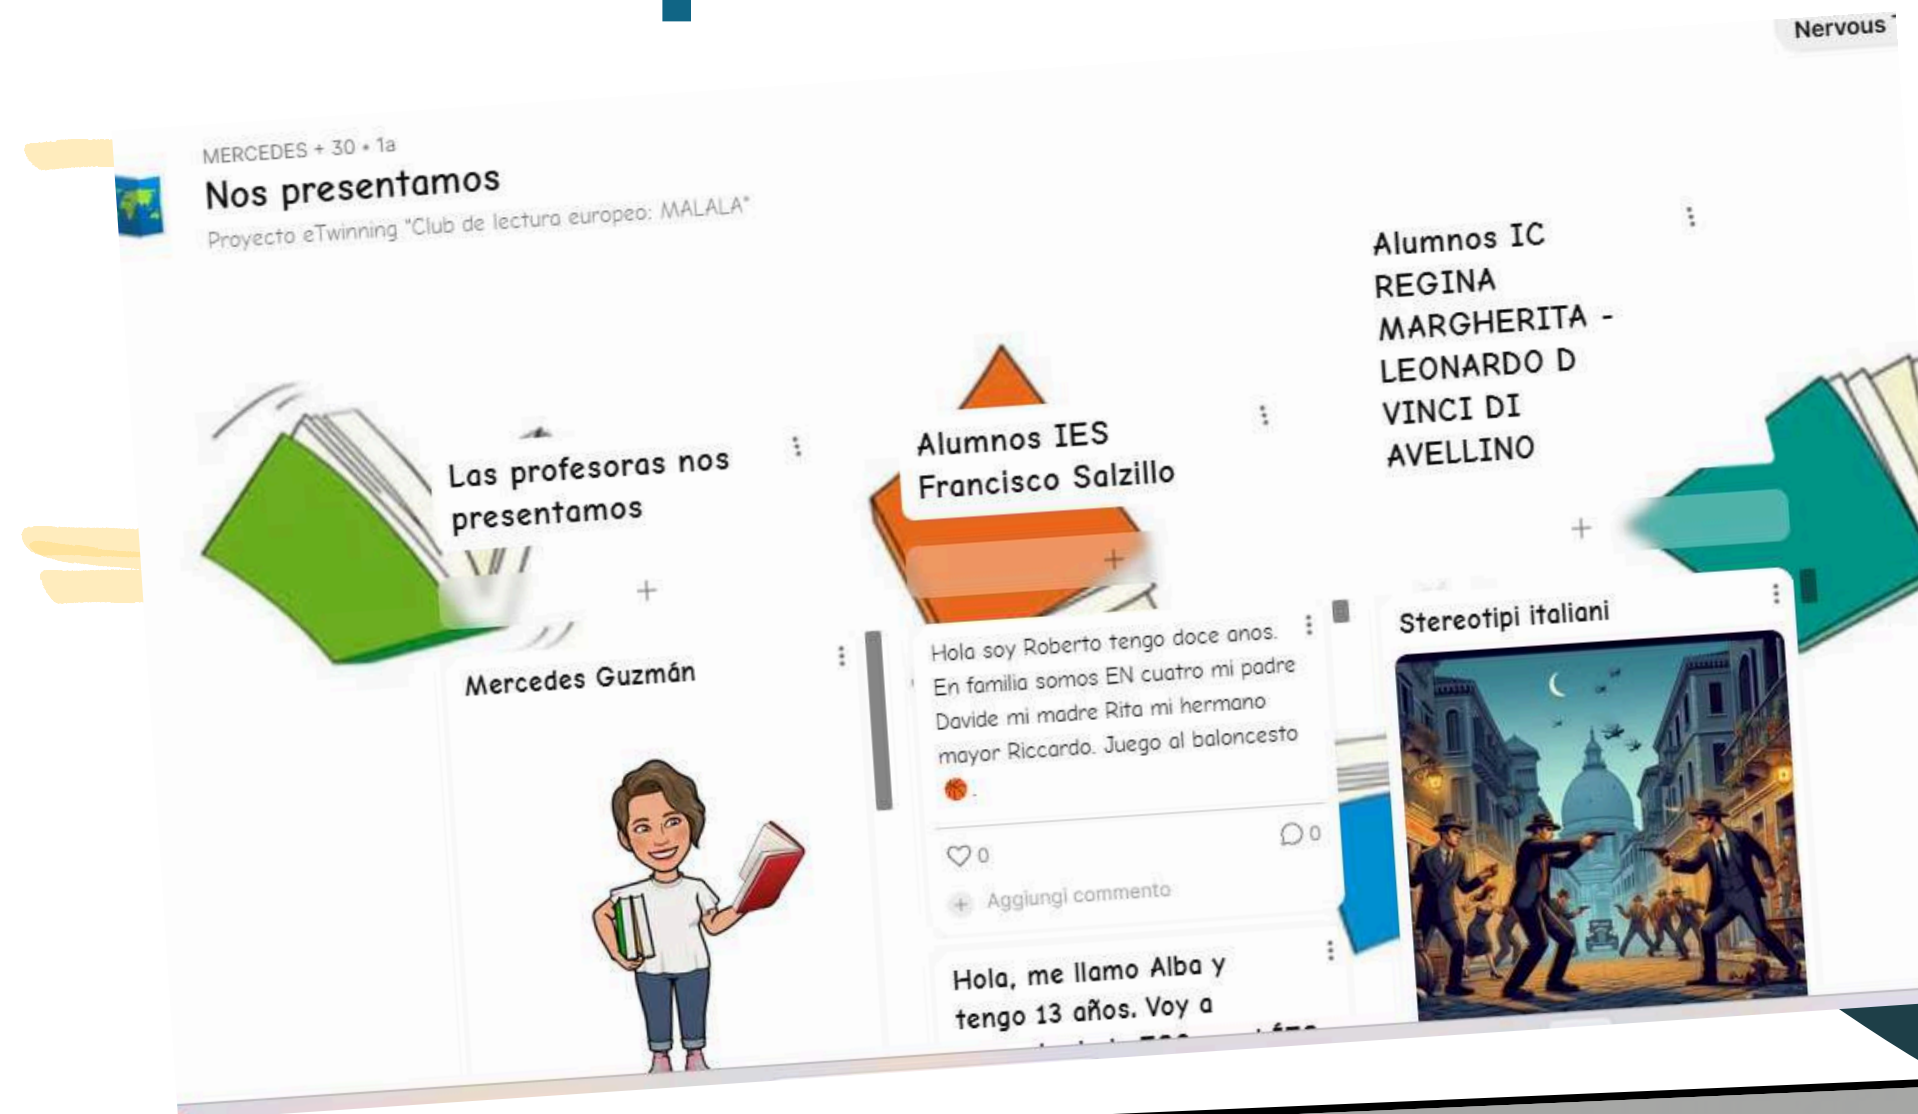 Nervous
MERCEDES + 30 • 1a
Nos presentamos
Proyecto eTwinning "Club de lectura europeo: MALALA"
Las profesoras nos
presentamos
Mercedes Guzmán
Alumnos IES
Francisco Salzillo
Hola soy Roberto tengo doce anos.
En familia somos EN cuatro mi padre
Davide mi madre Rita mi hermano
mayor Riccardo. Juego al baloncesto
🏀.
0
0
Aggiungi commento
Hola, me llamo Alba y
tengo 13 años. Voy a
Alumnos IC
REGINA
MARGHERITA -
LEONARDO D
VINCI DI
AVELLINO
Stereotipi italiani